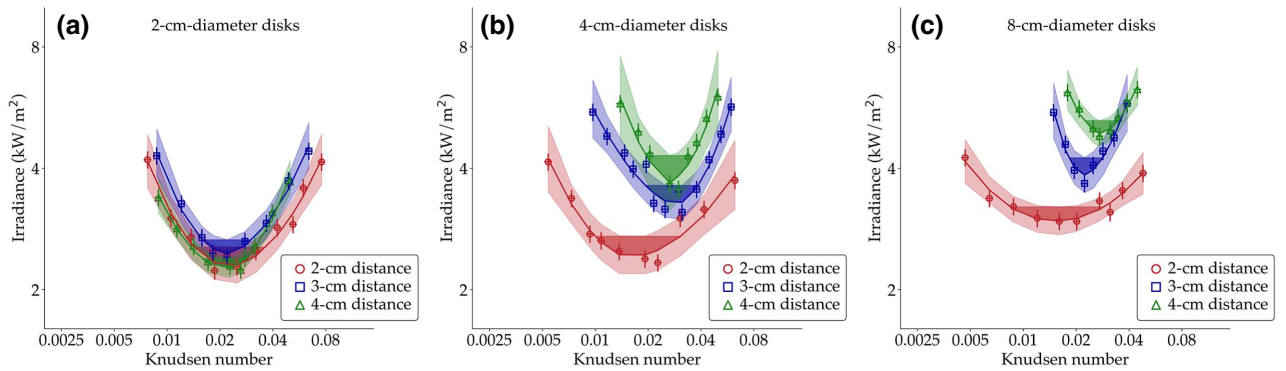 (a)
2-cm-diameter disks
8
4
2
Irradiance (kW/m²)
0.0025 0.005 0.01 0.02 0.04 0.08
Knudsen number
2-cm distance
3-cm distance
4-cm distance
(b)
4-cm-diameter disks
8
4
2
Irradiance (kW/m²)
0.0025 0.005 0.01 0.02 0.04 0.08
Knudsen number
2-cm distance
3-cm distance
4-cm distance
(c)
8-cm-diameter disks
8
4
2
Irradiance (kW/m²)
0.0025 0.005 0.01 0.02 0.04 0.08
Knudsen number
2-cm distance
3-cm distance
4-cm distance